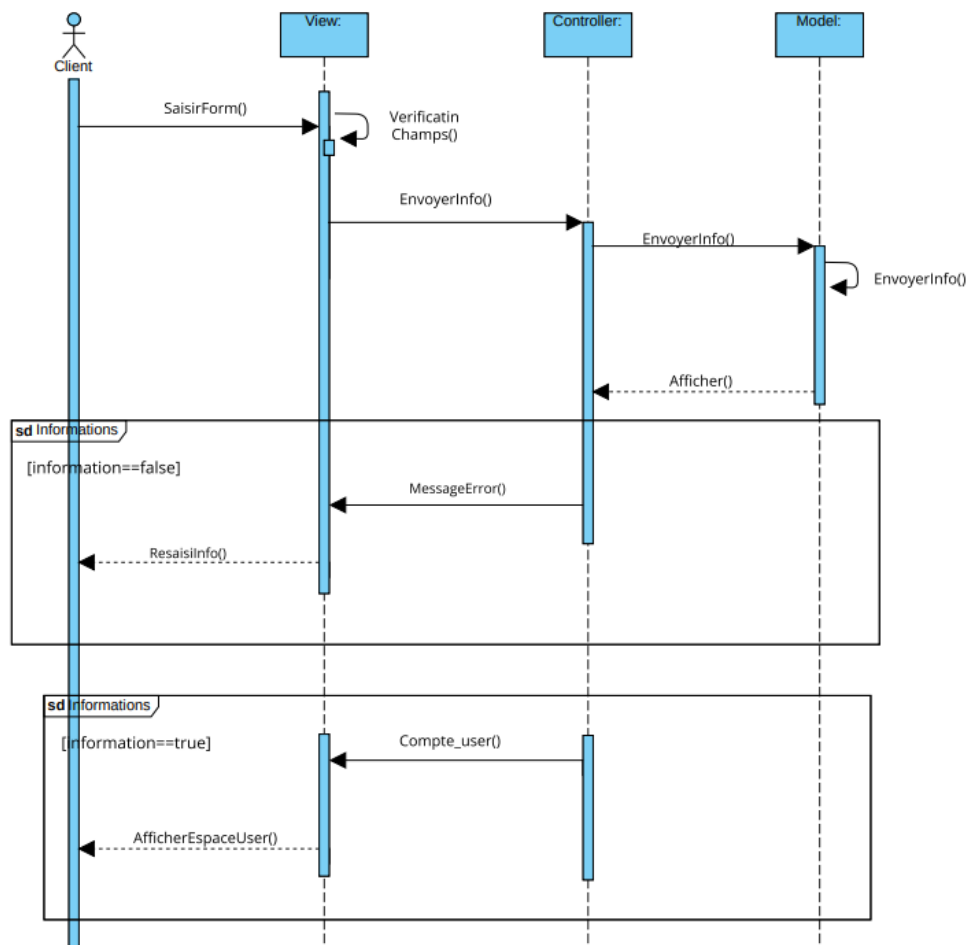 View:
Controller:
Model:
Client
SaisirForm()
Verificatin
Champs()
EnvoyerInfo()
EnvoyerInfo()
EnvoyerInfo()
Afficher()
sd Informations
[information==false]
MessageError()
ResaisiInfo()
sd Informations
[information==true]
Compte_user()
AfficherEspaceUser()